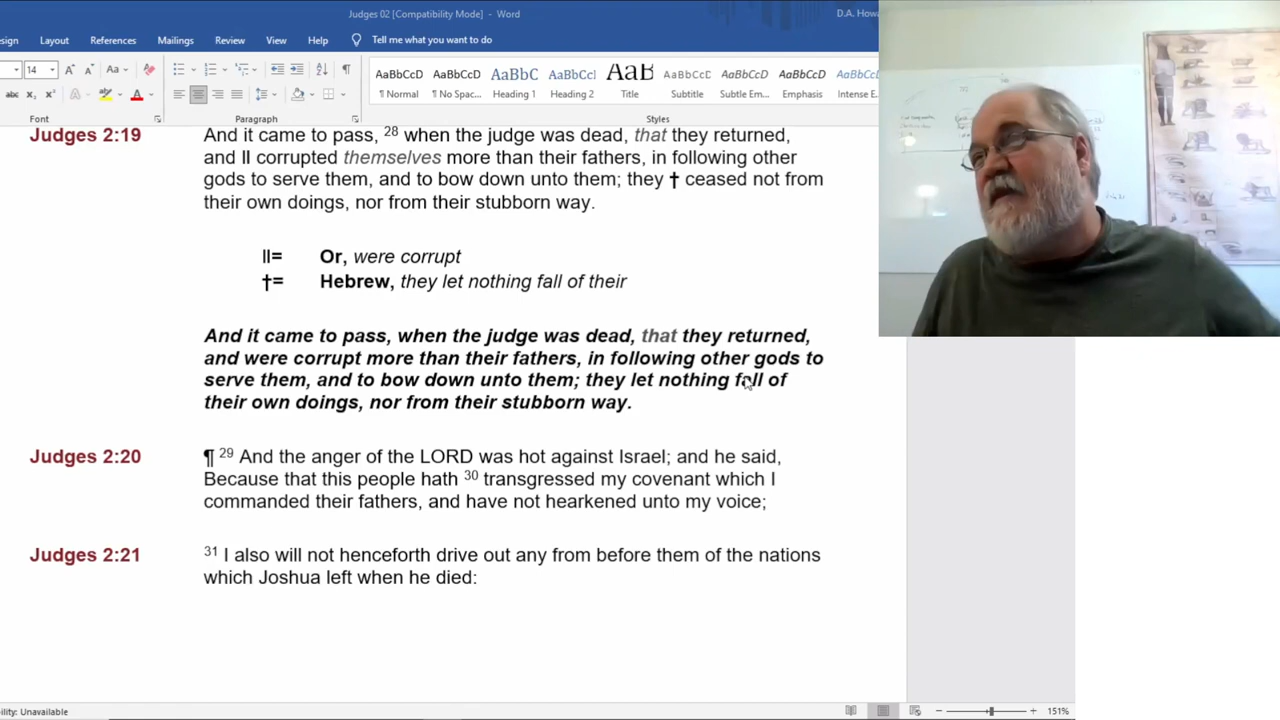 Judges 02 [Compatibility Mode] - Word
D.A. Howa
sign Layout References Mailings Review View Help Tell me what you want to do
14 Aa
abc x₂ x² A A
Font Paragraph Styles
AaBbCcD AaBbCcD AaBbC AaBbCcI AaB AaBbCcD AaBbCcD AaBbCcD AaBbCcD
¶ Normal ¶ No Spac... Heading 1 Heading 2 Title Subtitle Subtle Em... Emphasis Intense E...
Judges 2:19 And it came to pass, 28 when the judge was dead, that they returned,
and II corrupted themselves more than their fathers, in following other
gods to serve them, and to bow down unto them; they † ceased not from
their own doings, nor from their stubborn way.
II= Or, were corrupt
†= Hebrew, they let nothing fall of their
And it came to pass, when the judge was dead, that they returned,
and were corrupt more than their fathers, in following other gods to
serve them, and to bow down unto them; they let nothing fall of
their own doings, nor from their stubborn way.
Judges 2:20 ¶ 29 And the anger of the LORD was hot against Israel; and he said,
Because that this people hath 30 transgressed my covenant which I
commanded their fathers, and have not hearkened unto my voice;
Judges 2:21 31 I also will not henceforth drive out any from before them of the nations
which Joshua left when he died:
bility: Unavailable
151%